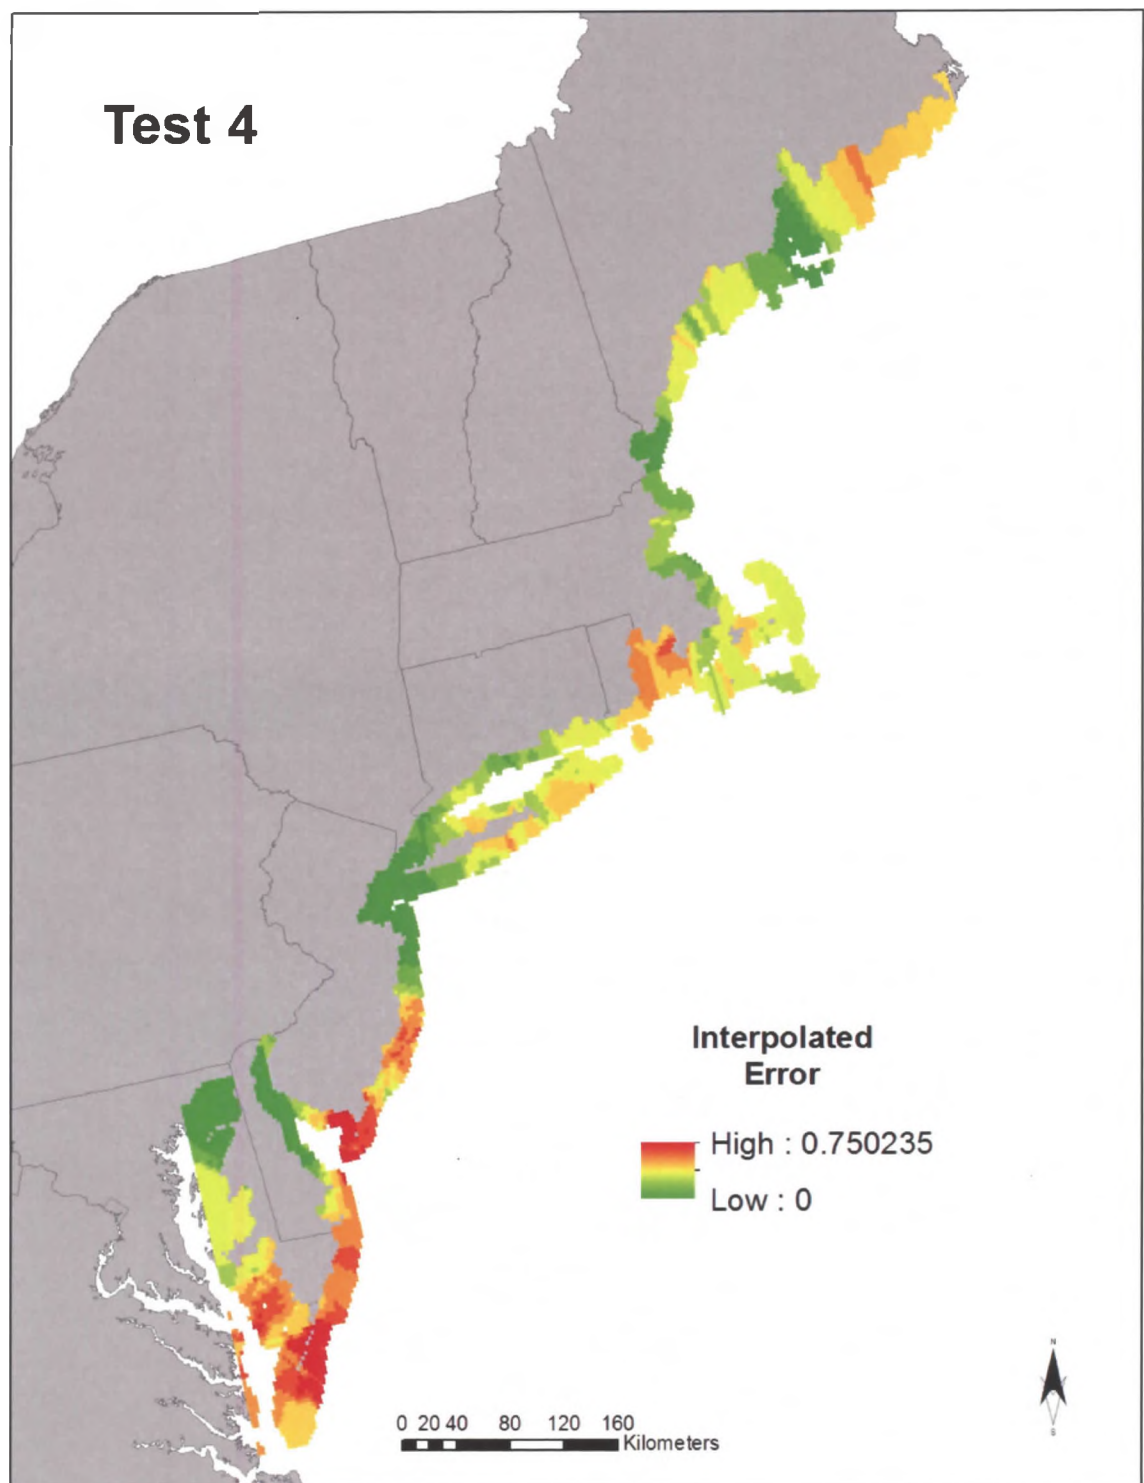 Test 4
Interpolated
Error
High : 0.750235
Low : 0
N
S
0 20 40 80 120 160
Kilometers